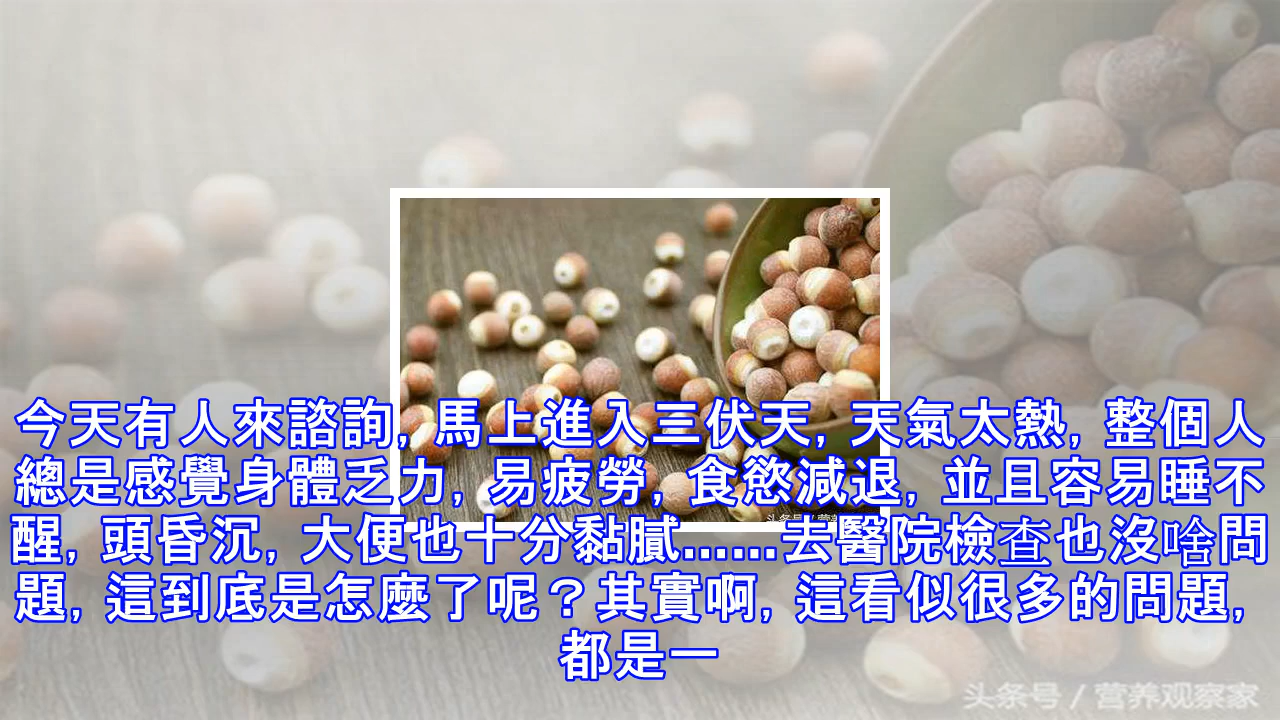 今天有人來諮詢, 馬上進入三伏天, 天氣太熱, 整個人
總是感覺身體乏力, 易疲勞, 食慾減退, 並且容易睡不
醒, 頭昏沉, 大便也十分黏膩......去醫院檢查也沒啥問
題, 這到底是怎麼了呢？其實啊, 這看似很多的問題,
都是一
头条号 / 营养观察家